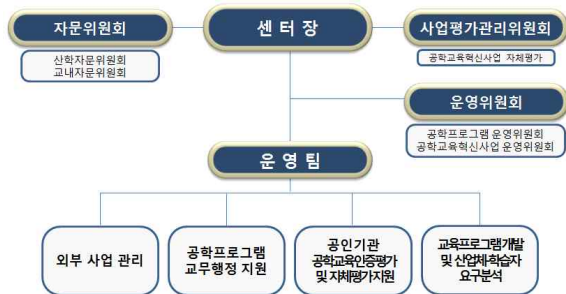 자문위원회
센터장
사업평가관리위원회
산학자문위원회
교내자문위원회
공학교육혁신사업 자체평가
운영위원회
공학프로그램 운영위원회
공학교육혁신사업 운영위원회
운영팀
외부 사업 관리
공학프로그램
교무행정 지원
공인기관
공학교육인증평가
및 자체평가지원
교육프로그램개발
및 산업체·학습자
요구분석